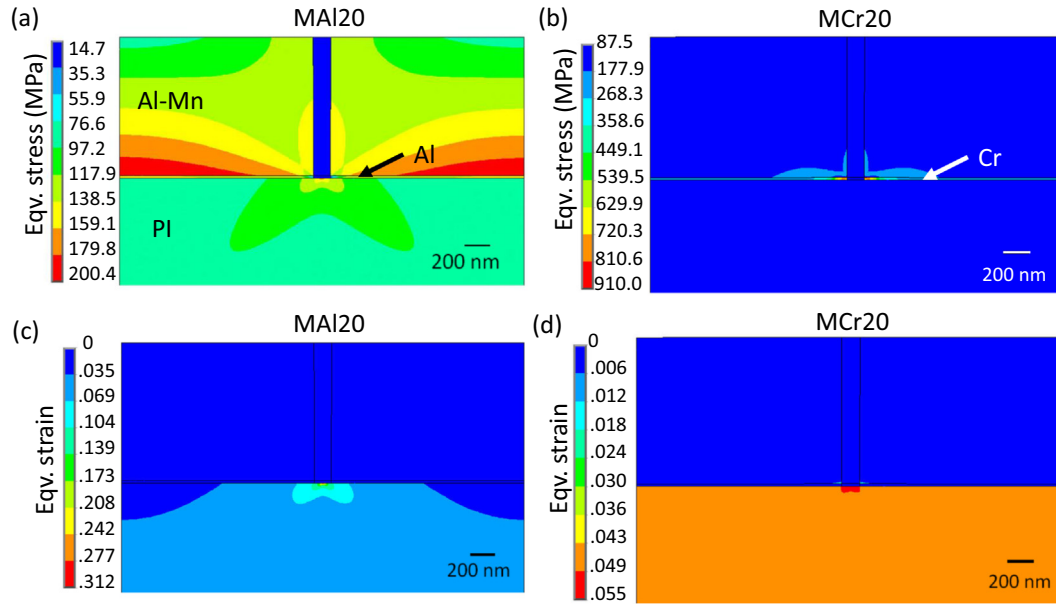 (a)
MAl20
Eqv. stress (MPa)
14.7
35.3
55.9
76.6
97.2
117.9
138.5
159.1
179.8
200.4
Al-Mn
Al
PI
200 nm
(b)
MCr20
Eqv. stress (MPa)
87.5
177.9
268.3
358.6
449.1
539.5
629.9
720.3
810.6
910.0
Cr
200 nm
(c)
MAl20
Eqv. strain
0
.035
.069
.104
.139
.173
.208
.242
.277
.312
200 nm
(d)
MCr20
Eqv. strain
0
.006
.012
.024
.030
.036
.043
.049
.055
200 nm